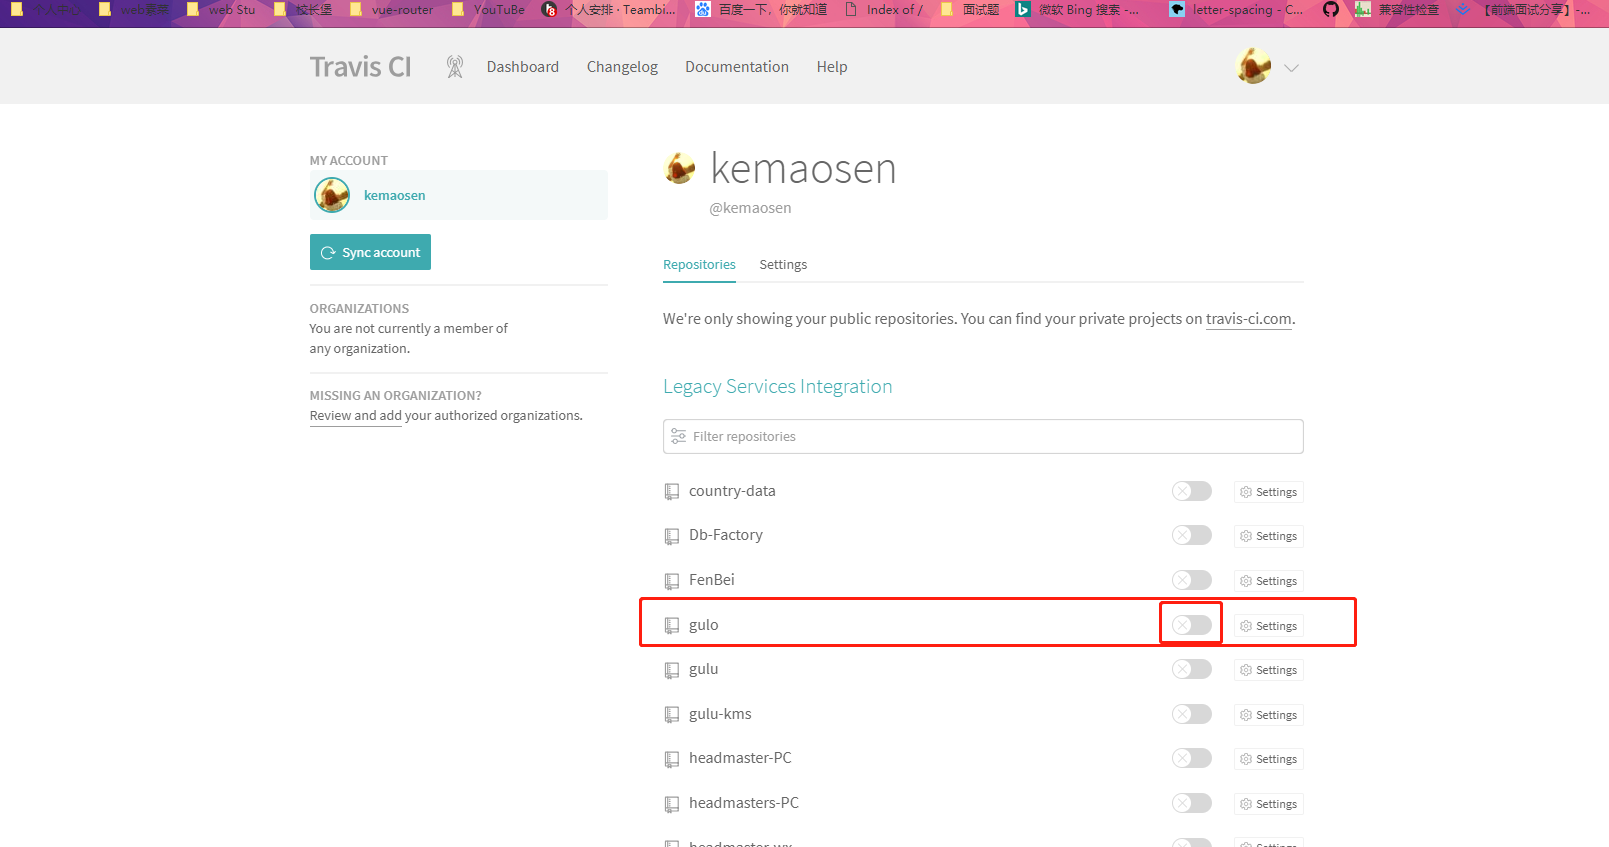 个人中心 web素菜 web Stu 校长堡 vue-router YouTuBe 个人安排 · Teambi... 百度一下，你就知道 Index of / 面试题 微软 Bing 搜索 -... letter-spacing - C... 兼容性检查 【前端面试分享】-...
Travis CI Dashboard Changelog Documentation Help
MY ACCOUNT
kemaosen
Sync account
ORGANIZATIONS
You are not currently a member of
any organization.
MISSING AN ORGANIZATION?
Review and add your authorized organizations.
kemaosen
@kemaosen
Repositories Settings
We're only showing your public repositories. You can find your private projects on travis-ci.com.
Legacy Services Integration
Filter repositories
country-data Settings
Db-Factory Settings
FenBei Settings
gulo Settings
gulu Settings
gulu-kms Settings
headmaster-PC Settings
headmasters-PC Settings
headmaster-wx Settings